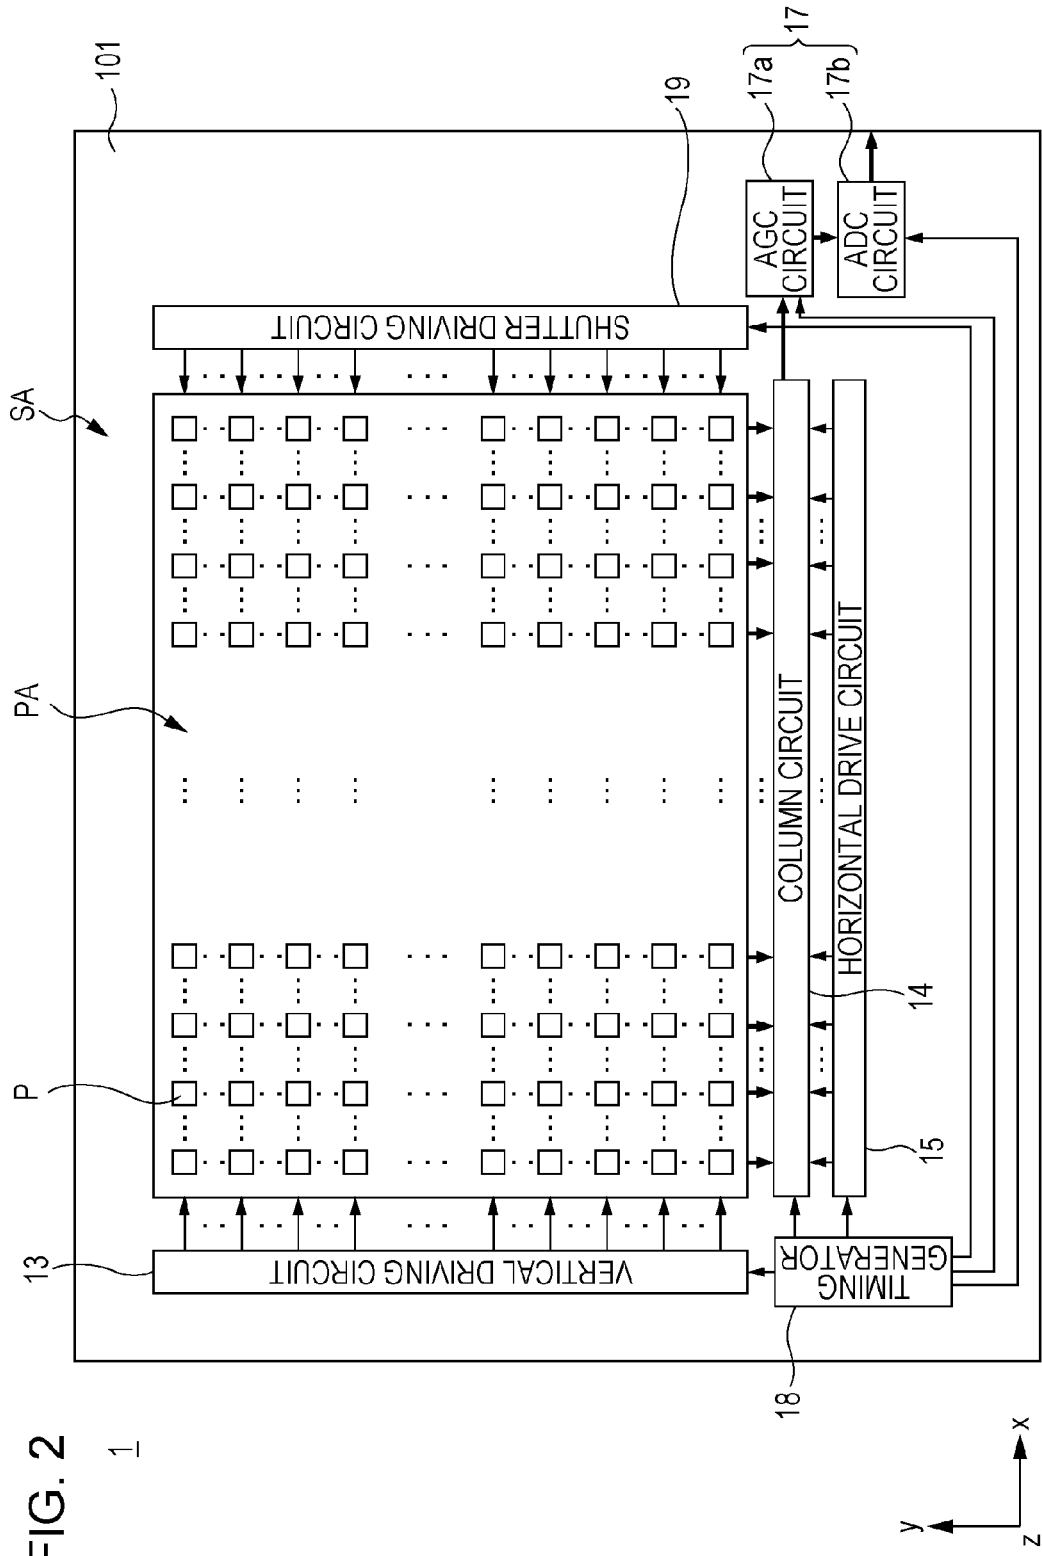 FIG. 2
1
101
SA
PA
P
13
VERTICAL DRIVING CIRCUIT
SHUTTER DRIVING CIRCUIT
19
17
17a
17b
AGC
CIRCUIT
ADC
CIRCUIT
COLUMN CIRCUIT
14
HORIZONTAL DRIVE CIRCUIT
15
TIMING
GENERATOR
18
y
z
x